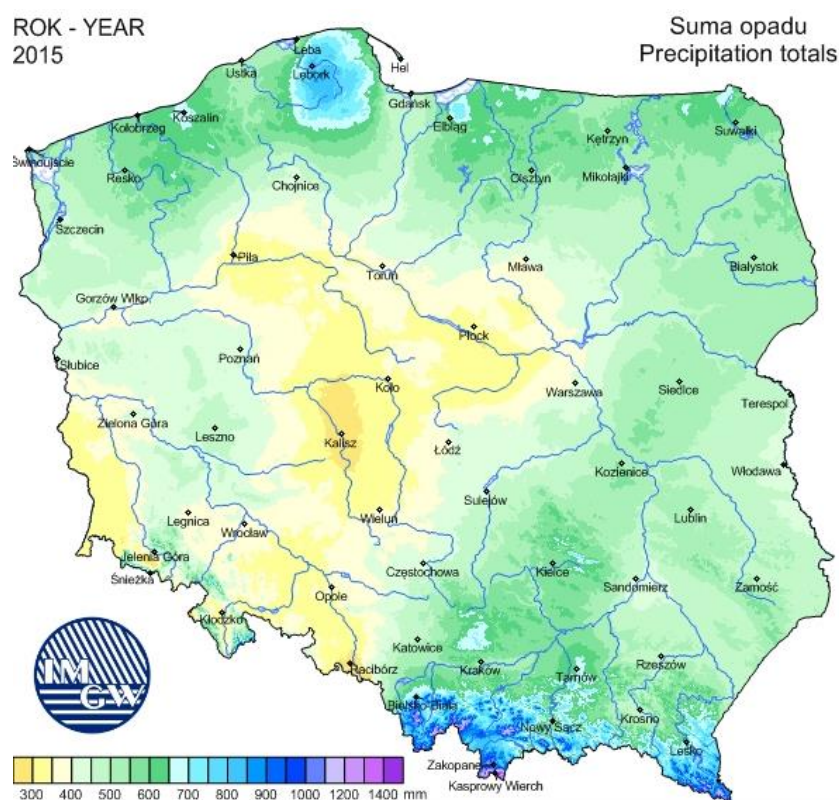 ROK - YEAR
2015
Suma opadu
Precipitation totals
Łeba
Hel
Ustka
Lębork
Gdańsk
Koszalin
Kołobrzeg
Elbląg
Suwałki
Kętrzyn
Świnoujście
Resko
Chojnice
Olsztyn
Mikołajki
Szczecin
Piła
Toruń
Mława
Białystok
Gorzów Wlkp.
Płock
Słubice
Poznań
Koło
Warszawa
Siedlce
Terespol
Zielona Góra
Leszno
Kalisz
Łódź
Kozienice
Włodawa
Sulejów
Legnica
Wrocław
Wieluń
Lublin
Jelenia Góra
Śnieżka
Częstochowa
Kielce
Sandomierz
Zamość
Opole
Kłodzko
Katowice
Racibórz
Kraków
Tarnów
Rzeszów
Bielsko-Biała
Nowy Sącz
Krosno
Lesko
Zakopane
Kasprowy Wierch
IM
GW
300 400 500 600 700 800 900 1000 1200 1400 mm